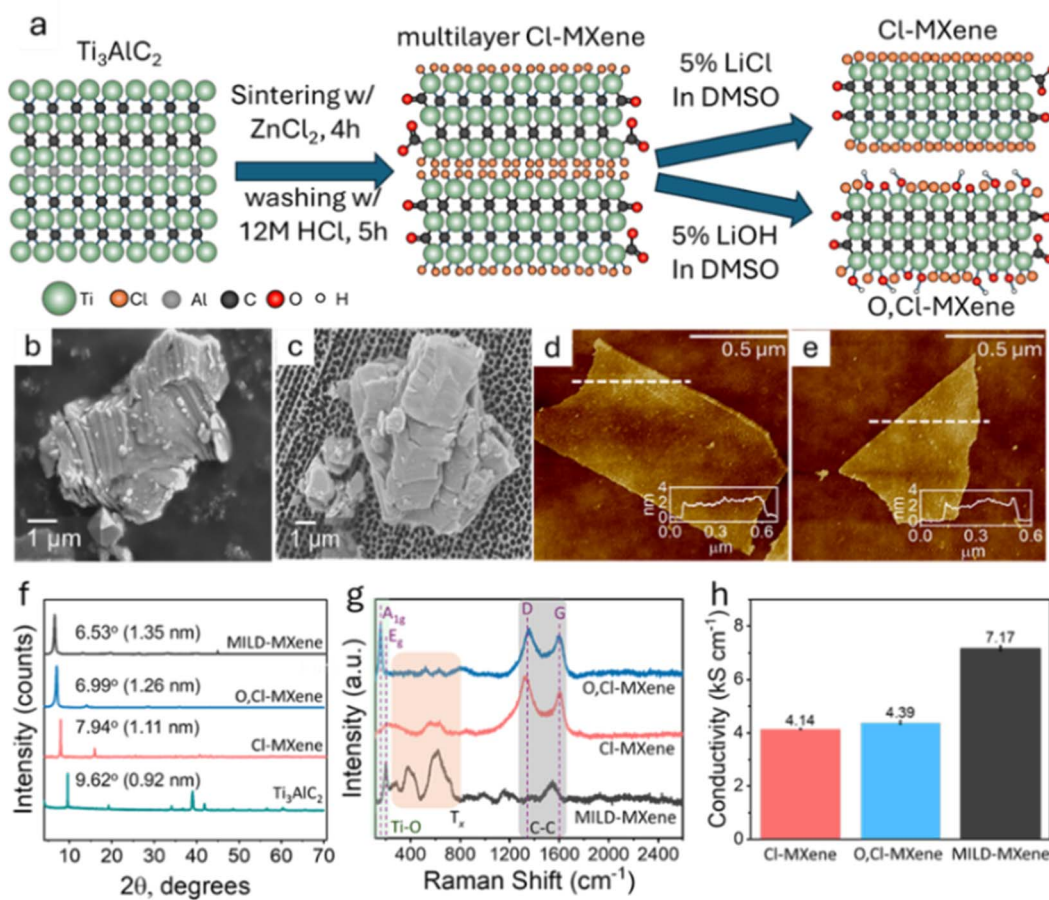 a
Ti₃AlC₂
Sintering w/
ZnCl₂, 4h
washing w/
12M HCl, 5h
multilayer Cl-MXene
5% LiCl
In DMSO
5% LiOH
In DMSO
Cl-MXene
O,Cl-MXene
Ti Cl Al C O H
b
1 μm
c
1 μm
d
0.5 μm
4
2
0
nm
0.0 0.3 0.6
μm
e
0.5 μm
4
2
0
nm
0.0 0.3 0.6
μm
f
Intensity (counts)
6.53° (1.35 nm)
MILD-MXene
6.99° (1.26 nm)
O,Cl-MXene
7.94° (1.11 nm)
Cl-MXene
9.62° (0.92 nm)
Ti₃AlC₂
10 20 30 40 50 60 70
2θ, degrees
g
Intensity (a.u.)
A₁g
Eg
D
G
O,Cl-MXene
Cl-MXene
MILD-MXene
Ti-O
Tₓ
C-C
400 800 1200 1600 2000 2400
Raman Shift (cm⁻¹)
h
Conductivity (kS cm⁻¹)
8
6
4
2
0
4.14
4.39
7.17
Cl-MXene O,Cl-MXene MILD-MXene